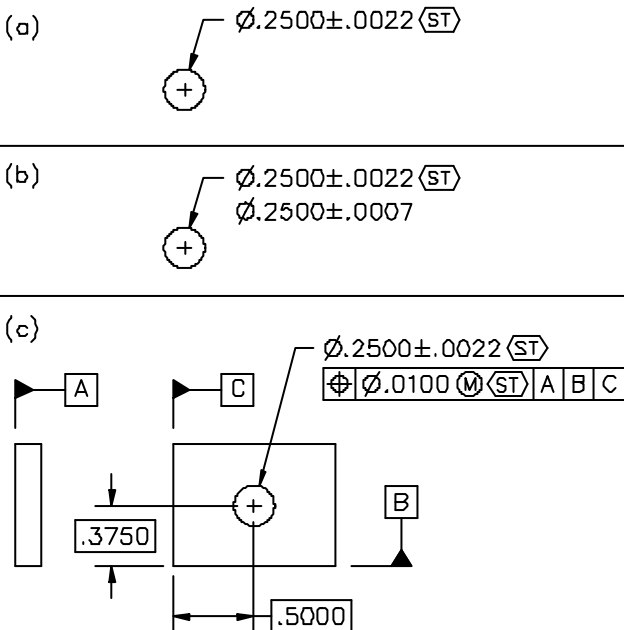 (a)
Ø.2500±.0022 ST
(b)
Ø.2500±.0022 ST
Ø.2500±.0007
(c)
Ø.2500±.0022 ST
⌖ Ø.0100 Ⓜ ST A B C
A
C
B
.3750
.5000